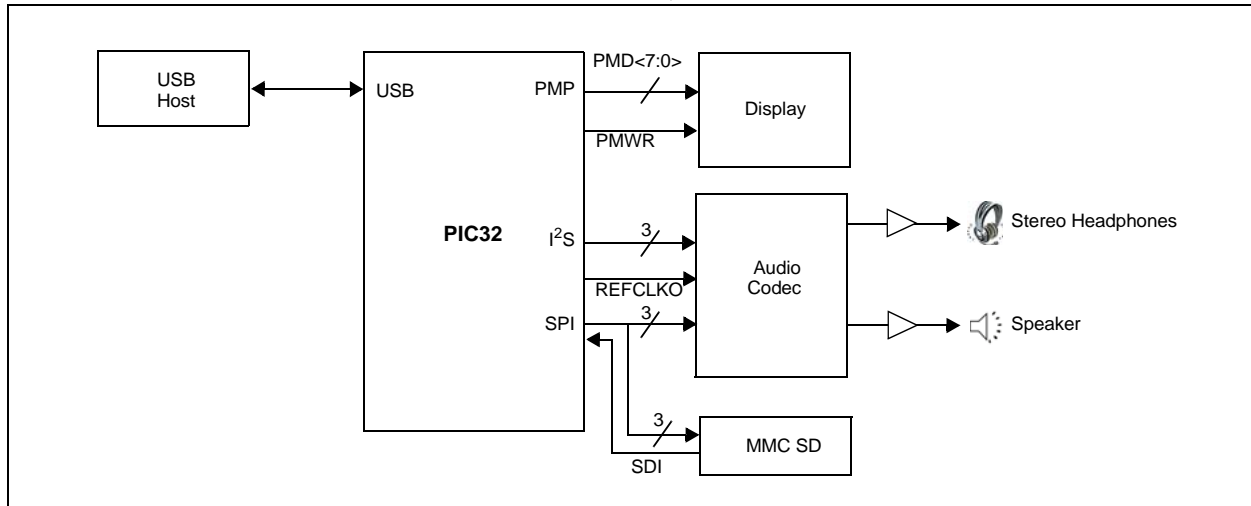 USB
Host
USB
PIC32
PMP
PMD<7:0>
PMWR
Display
I²S
3
REFCLKO
SPI
3
Audio
Codec
Stereo Headphones
Speaker
3
SDI
MMC SD